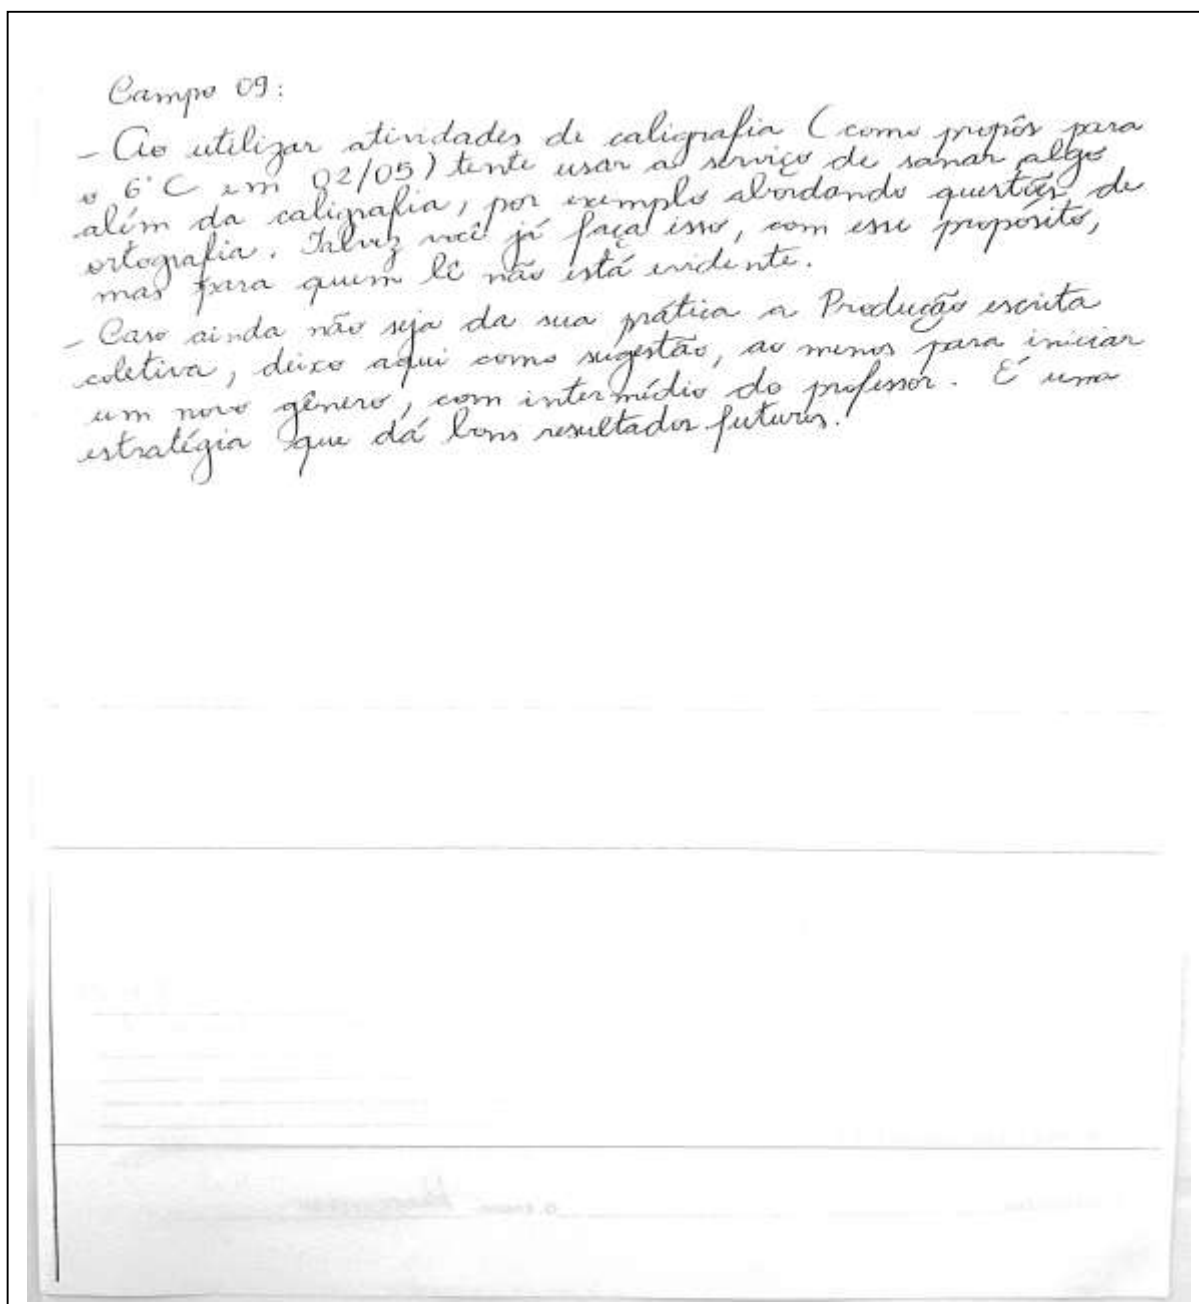 Campo 09:
- Ao utilizar atividades de caligrafia (como propôs para
o 6º C em 02/05) tente usar a serviço de sanar algo
além da caligrafia, por exemplo abordando questões de
ortografia. Talvez você já faça isso, com esse propósito,
mas para quem lê não está evidente.
- Caso ainda não seja da sua prática a Produção escrita
coletiva, deixo aqui como sugestão, ao menos para iniciar
um novo gênero, com intermédio do professor. É uma
estratégia que dá bons resultados futuros.